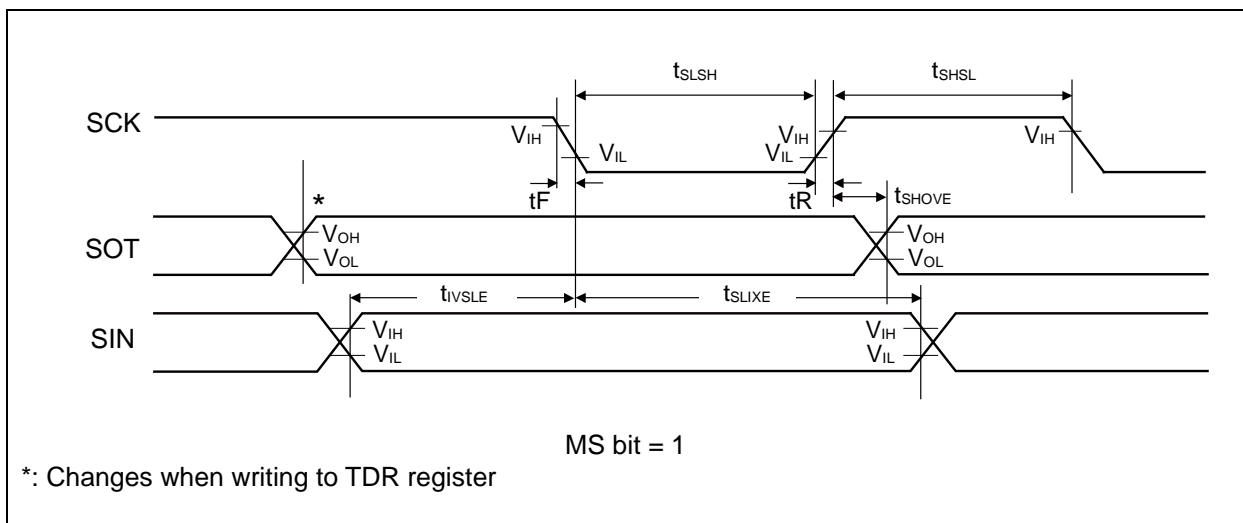 tSLSH
tSHSL
SCK
VIH
VIL
VIL
VIH
VIH
tF
tR
tSHOVE
*
SOT
VOH
VOL
VOH
VOL
tIVSLE
tSLIXE
SIN
VIH
VIL
VIH
VIL
MS bit = 1
*: Changes when writing to TDR register